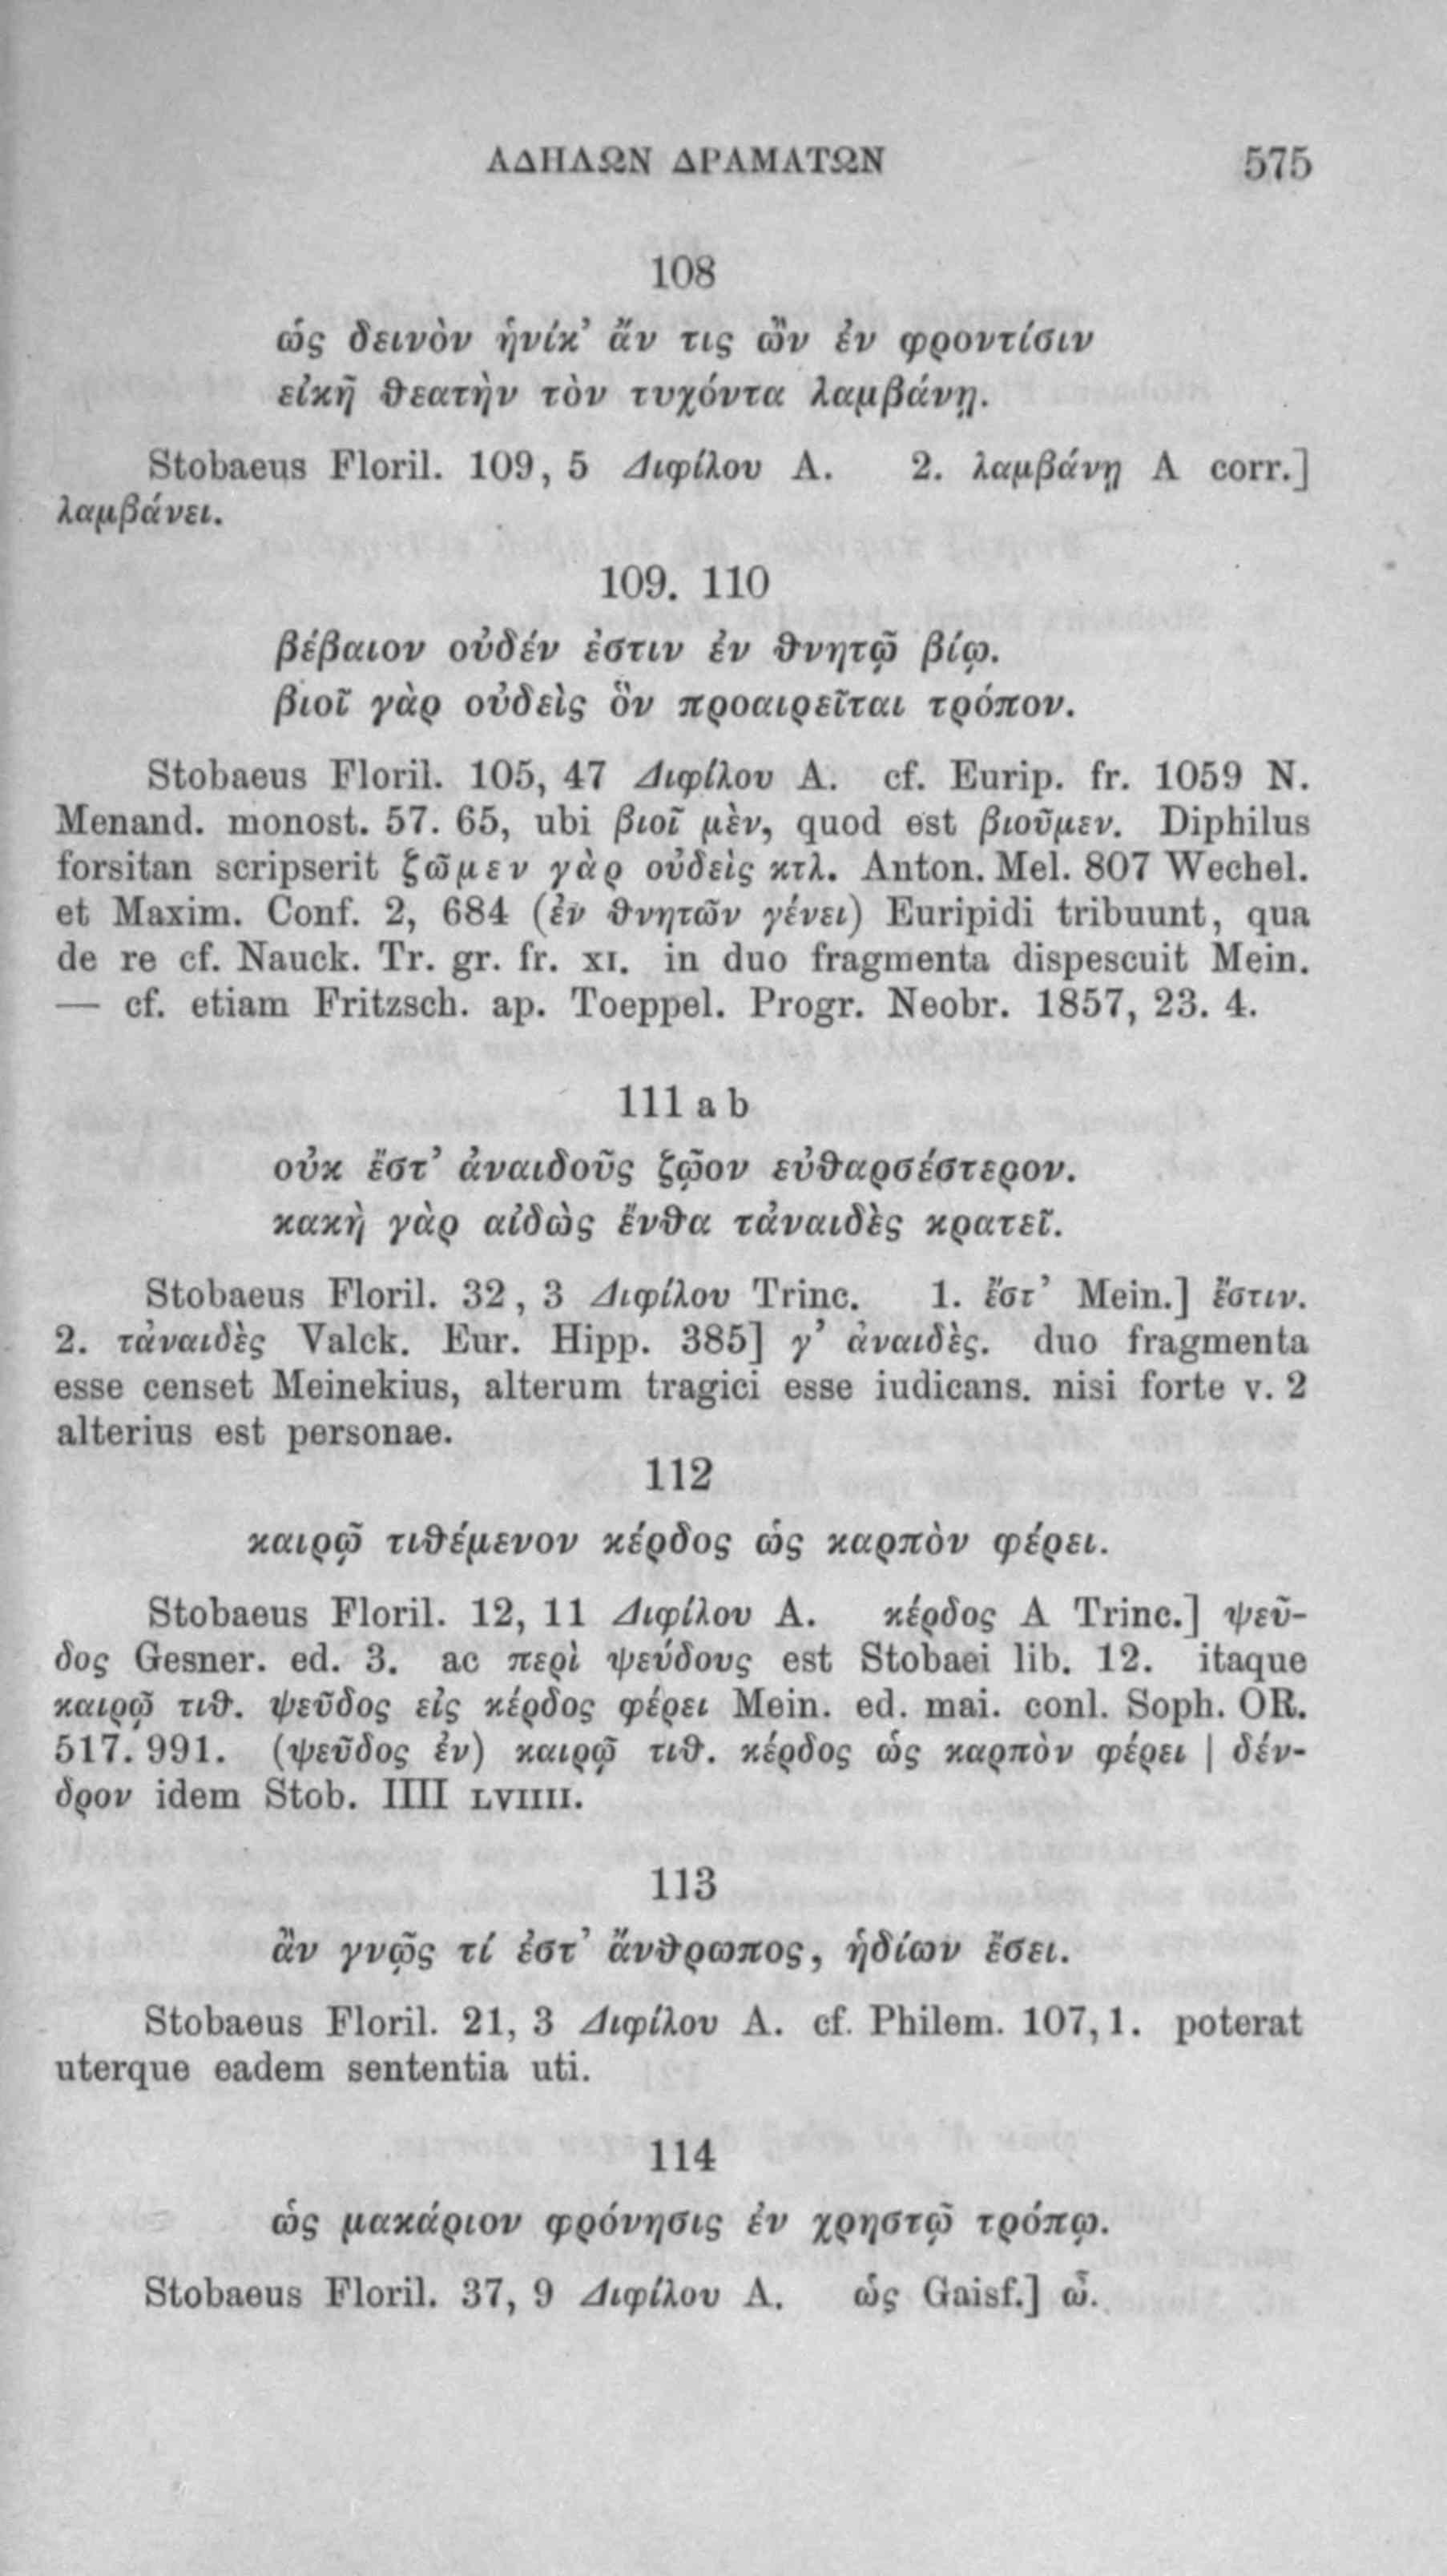 ΑΔΗΛΩΝ ΔΡΑΜΑΤΩΝ 575
108
ὡς δεινὸν ἡνίκ’ ἄν τις ὢν ἐν φροντίσιν
εἰκῆ θεατὴν τὸν τυχόντα λαμβάνῃ.
Stobaeus Floril. 109, 5 Διφίλου A. 2. λαμβάνῃ A corr.]
λαμβάνει.
109. 110
βέβαιον οὐδέν ἐστιν ἐν θνητῷ βίῳ.
βιοῖ γὰρ οὐδεὶς ὃν προαιρεῖται τρόπον.
Stobaeus Floril. 105, 47 Διφίλου A. cf. Eurip. fr. 1059 N.
Menand. monost. 57. 65, ubi βιοῖ μὲν, quod est βιοῦμεν. Diphilus
forsitan scripserit ζῶμεν γὰρ οὐδεὶς κτλ. Anton. Mel. 807 Wechel.
et Maxim. Conf. 2, 684 (ἐν θνητῶν γένει) Euripidi tribuunt, qua
de re cf. Nauck. Tr. gr. fr. XI. in duo fragmenta dispescuit Mein.
— cf. etiam Fritzsch. ap. Toeppel. Progr. Neobr. 1857, 23. 4.
111 a b
οὐκ ἔστ’ ἀναιδοῦς ζῷον εὐθαρσέστερον.
κακὴ γὰρ αἰδὼς ἔνθα τἀναιδὲς κρατεῖ.
Stobaeus Floril. 32, 3 Διφίλου Trinc. 1. ἔστ’ Mein.] ἔστιν.
2. τἀναιδὲς Valck. Eur. Hipp. 385] γ’ ἀναιδὲς. duo fragmenta
esse censet Meinekius, alterum tragici esse iudicans. nisi forte v. 2
alterius est personae.
112
καιρῷ τιθέμενον κέρδος ὡς καρπὸν φέρει.
Stobaeus Floril. 12, 11 Διφίλου A. κέρδος A Trinc.] ψεῦ-
δος Gesner. ed. 3. ac περὶ ψεύδους est Stobaei lib. 12. itaque
καιρῷ τιθ. ψεῦδος εἰς κέρδος φέρει Mein. ed. mai. conl. Soph. OR.
517. 991. (ψεῦδος ἐν) καιρῷ τιθ. κέρδος ὡς καρπὸν φέρει | δέν-
δρον idem Stob. IIII LVIIII.
113
ἂν γνῷς τί ἐστ’ ἄνθρωπος, ἡδίων ἔσει.
Stobaeus Floril. 21, 3 Διφίλου A. cf. Philem. 107, 1. poterat
uterque eadem sententia uti.
114
ὡς μακάριον φρόνησις ἐν χρηστῷ τρόπῳ.
Stobaeus Floril. 37, 9 Διφίλου A. ὡς Gaisf.] ὦ.